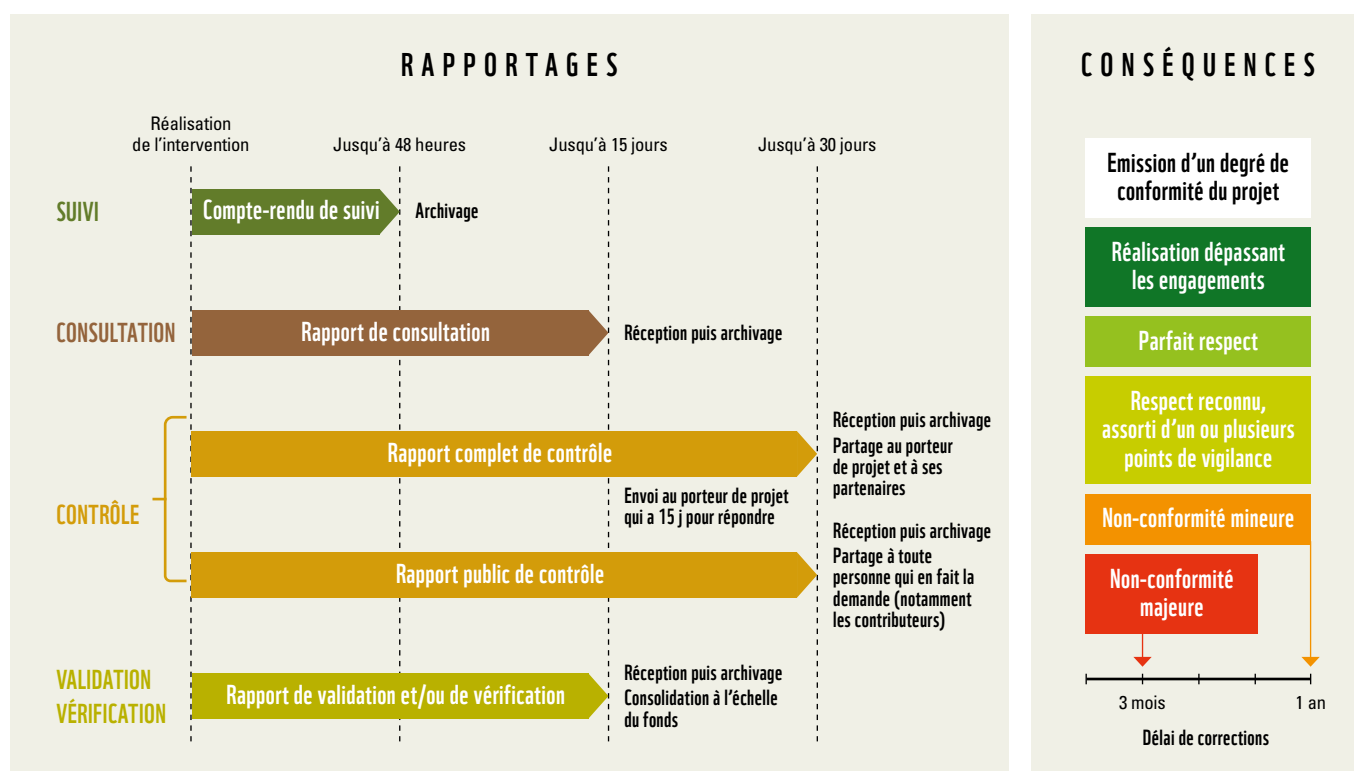 RAPPORTAGES
Réalisation
de l'intervention
Jusqu'à 48 heures
Jusqu'à 15 jours
Jusqu'à 30 jours
SUIVI
Compte-rendu de suivi
Archivage
CONSULTATION
Rapport de consultation
Réception puis archivage
CONTRÔLE
Rapport complet de contrôle
Réception puis archivage
Partage au porteur
de projet et à ses
partenaires
Envoi au porteur de projet
qui a 15 j pour répondre
Rapport public de contrôle
Réception puis archivage
Partage à toute
personne qui en fait la
demande (notamment
les contributeurs)
VALIDATION
VÉRIFICATION
Rapport de validation et/ou de vérification
Réception puis archivage
Consolidation à l'échelle
du fonds
CONSÉQUENCES
Emission d'un degré de
conformité du projet
Réalisation dépassant
les engagements
Parfait respect
Respect reconnu,
assorti d'un ou plusieurs
points de vigilance
Non-conformité mineure
Non-conformité
majeure
3 mois
1 an
Délai de corrections